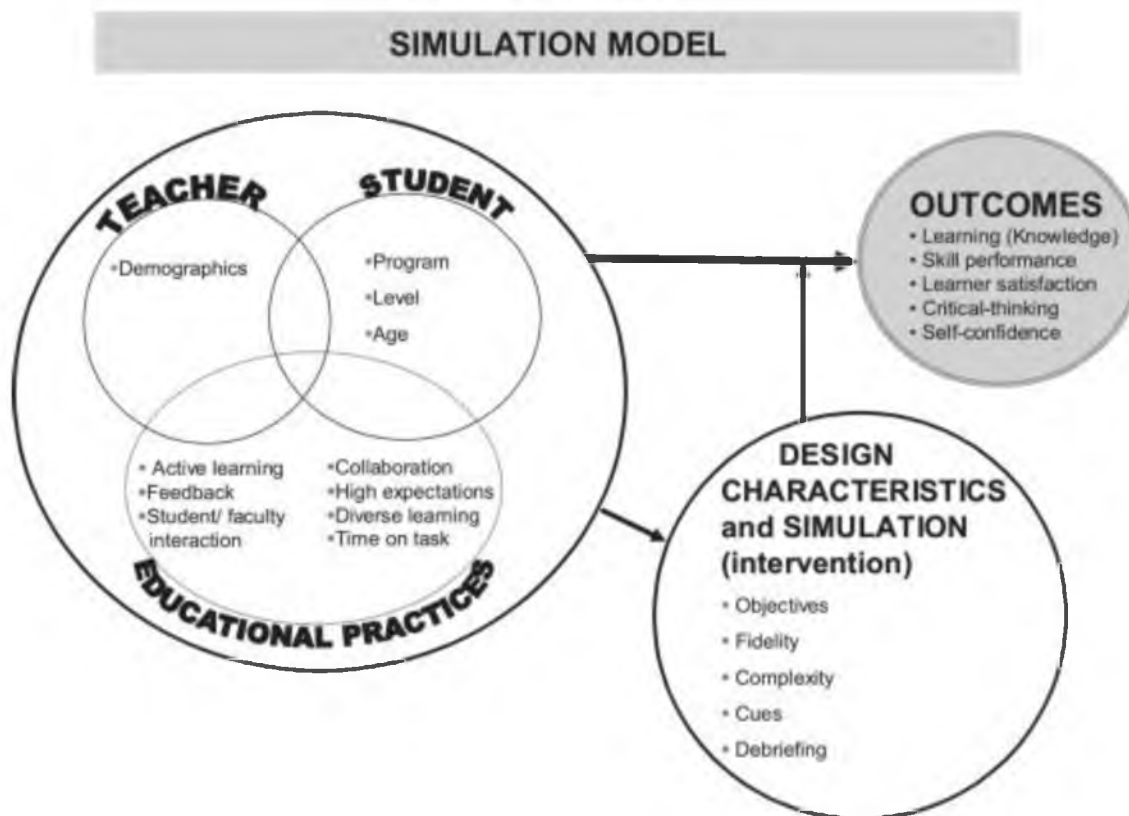 SIMULATION MODEL
TEACHER
STUDENT
•Demographics
•Program
•Level
•Age
• Active learning
•Feedback
•Student/ faculty
interaction
•Collaboration
•High expectations
•Diverse learning
•Time on task
EDUCATIONAL PRACTICES
OUTCOMES
• Learning (Knowledge)
• Skill performance
• Learner satisfaction
• Critical-thinking
• Self-confidence
DESIGN
CHARACTERISTICS
and SIMULATION
(intervention)
• Objectives
• Fidelity
• Complexity
• Cues
• Debriefing